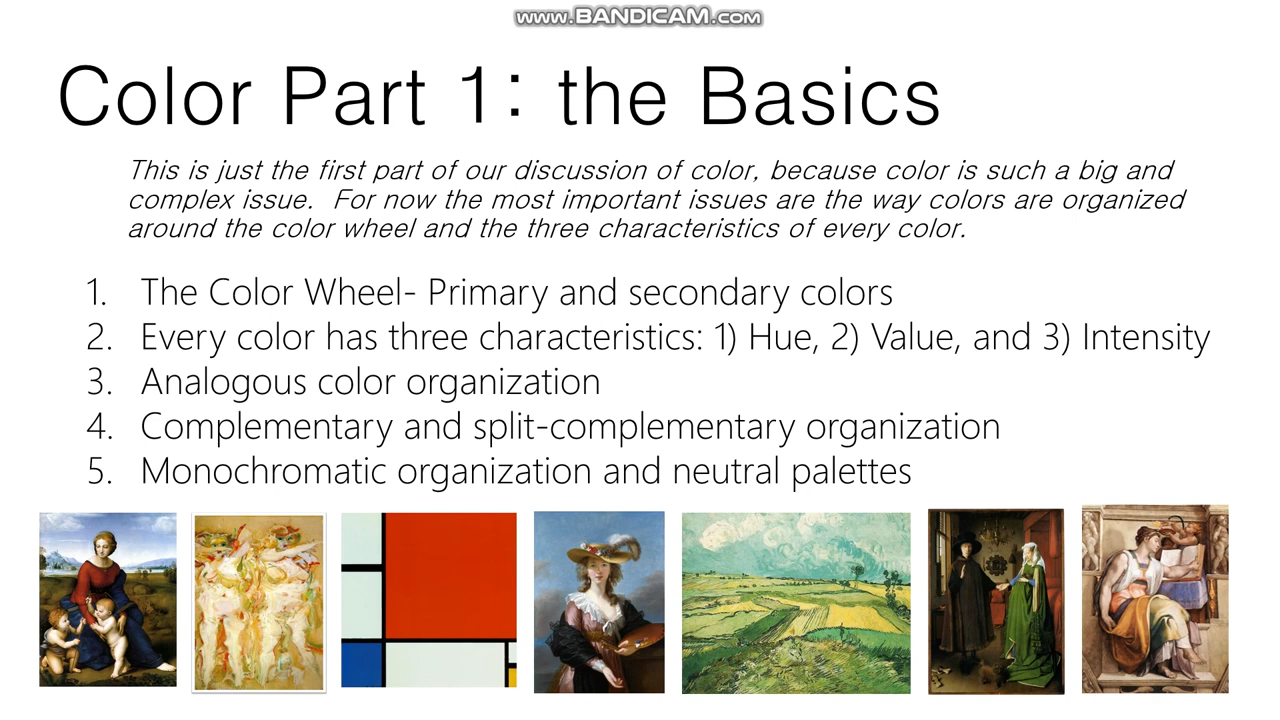 www.BANDICAM.com
Color Part 1: the Basics
This is just the first part of our discussion of color, because color is such a big and
complex issue.  For now the most important issues are the way colors are organized
around the color wheel and the three characteristics of every color.
1. The Color Wheel- Primary and secondary colors
2. Every color has three characteristics: 1) Hue, 2) Value, and 3) Intensity
3. Analogous color organization
4. Complementary and split-complementary organization
5. Monochromatic organization and neutral palettes